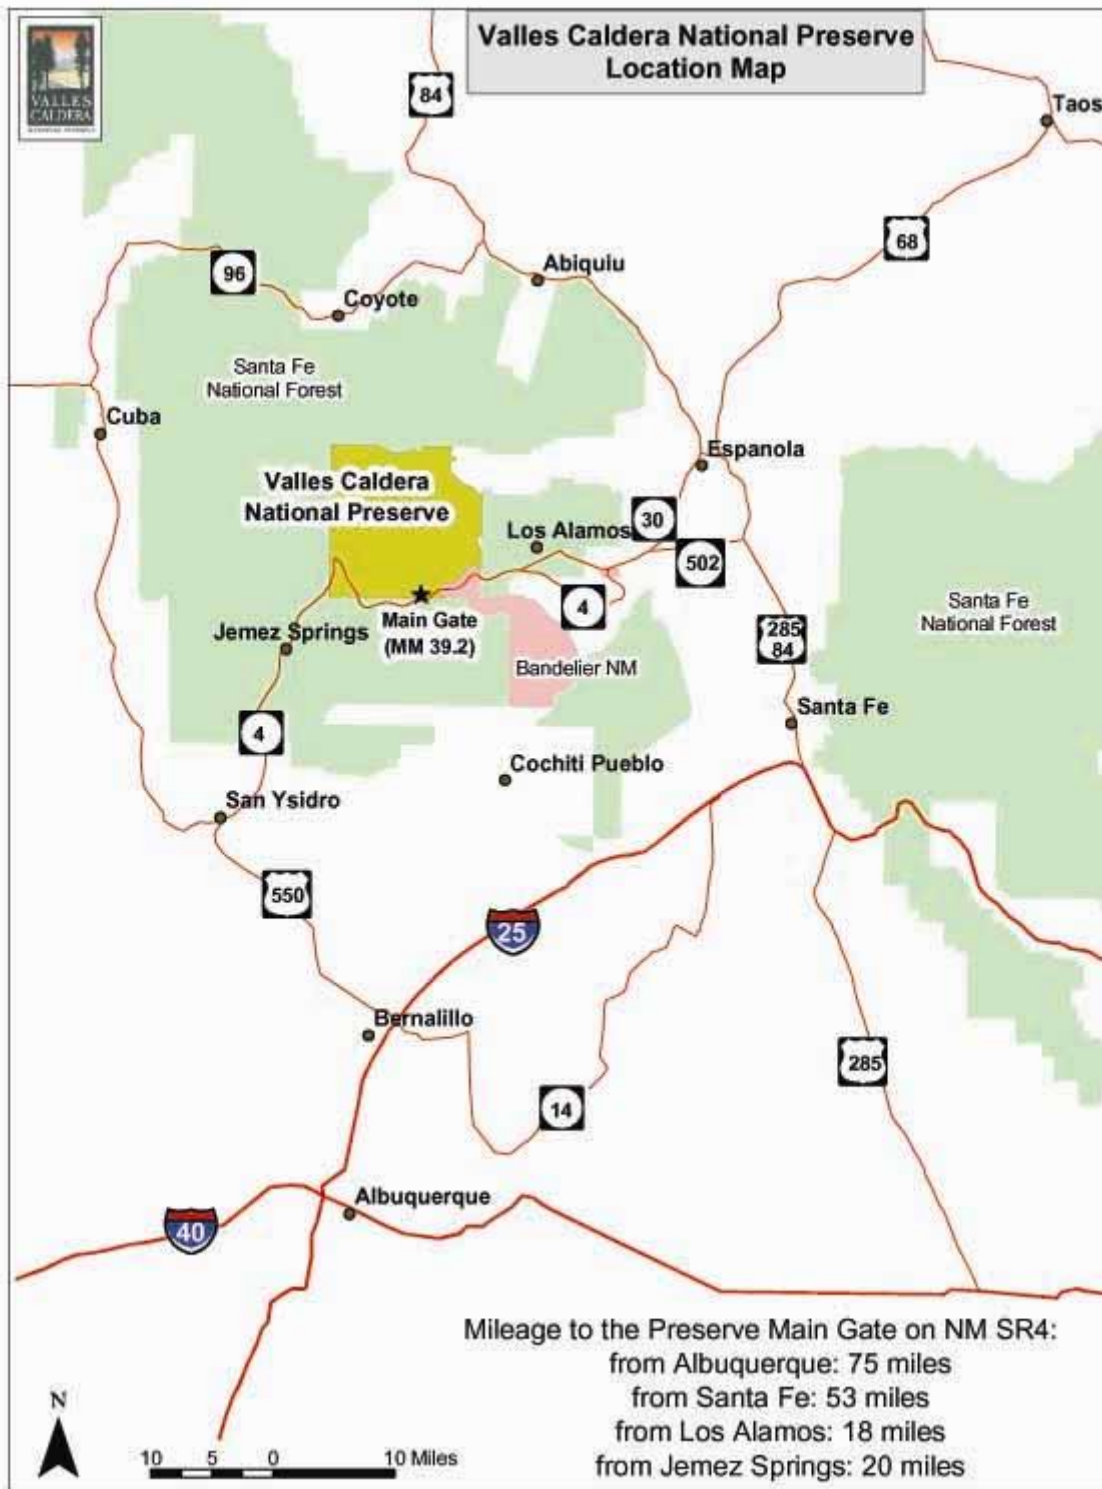 Valles Caldera National Preserve
Location Map
VALLES
CALDERA
84
Taos
68
96
Abiquiu
Coyote
Santa Fe
National Forest
Cuba
Espanola
Valles Caldera
National Preserve
30
Los Alamos
502
4
Main Gate
(MM 39.2)
Jemez Springs
Santa Fe
National Forest
285
84
Bandelier NM
Santa Fe
4
Cochiti Pueblo
San Ysidro
550
25
Bernalillo
285
14
Albuquerque
40
Mileage to the Preserve Main Gate on NM SR4:
from Albuquerque: 75 miles
from Santa Fe: 53 miles
from Los Alamos: 18 miles
from Jemez Springs: 20 miles
N
10 5 0 10 Miles